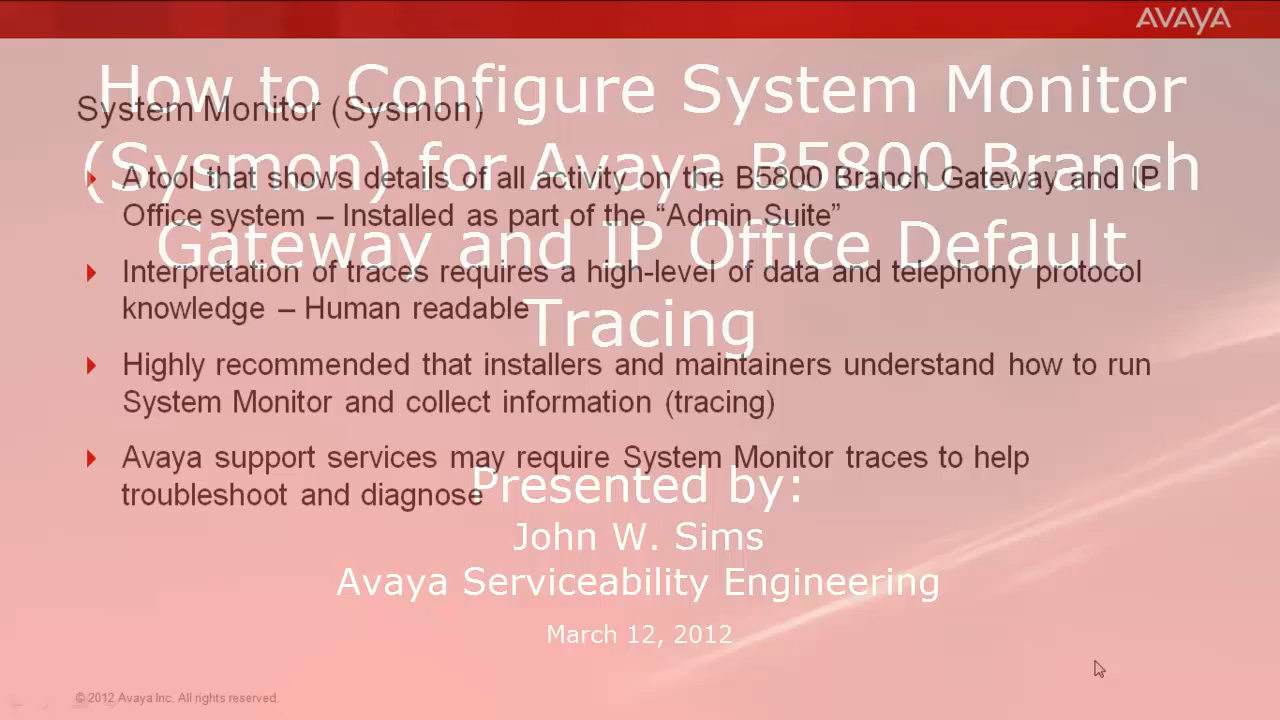 AVAYA
How to Configure System Monitor
(Sysmon) for Avaya B5800 Branch
Gateway and IP Office Default
Tracing
Presented by:
John W. Sims
Avaya Serviceability Engineering
March 12, 2012
System Monitor (Sysmon)
A tool that shows details of all activity on the B5800 Branch Gateway and IP
Office system – Installed as part of the “Admin Suite”
Interpretation of traces requires a high-level of data and telephony protocol
knowledge – Human readable
Highly recommended that installers and maintainers understand how to run
System Monitor and collect information (tracing)
Avaya support services may require System Monitor traces to help
troubleshoot and diagnose
© 2012 Avaya Inc. All rights reserved.